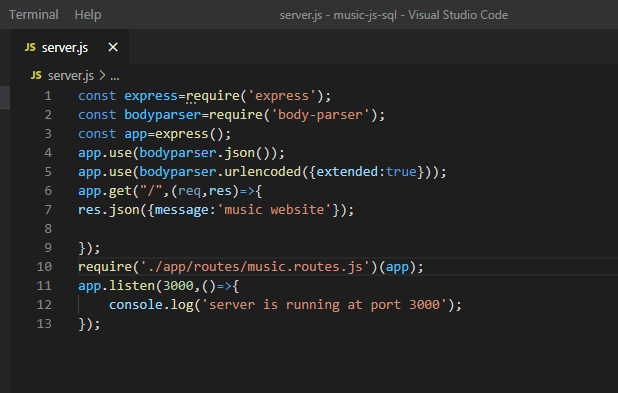 Terminal Help server.js - music-js-sql - Visual Studio Code
JS server.js ×
JS server.js > ...
1 const express=require('express');
2 const bodyparser=require('body-parser');
3 const app=express();
4 app.use(bodyparser.json());
5 app.use(bodyparser.urlencoded({extended:true}));
6 app.get("/",(req,res)=>{
7 res.json({message:'music website'});
8
9 });
10 require('./app/routes/music.routes.js')(app);
11 app.listen(3000,()=>{
12     console.log('server is running at port 3000');
13 });